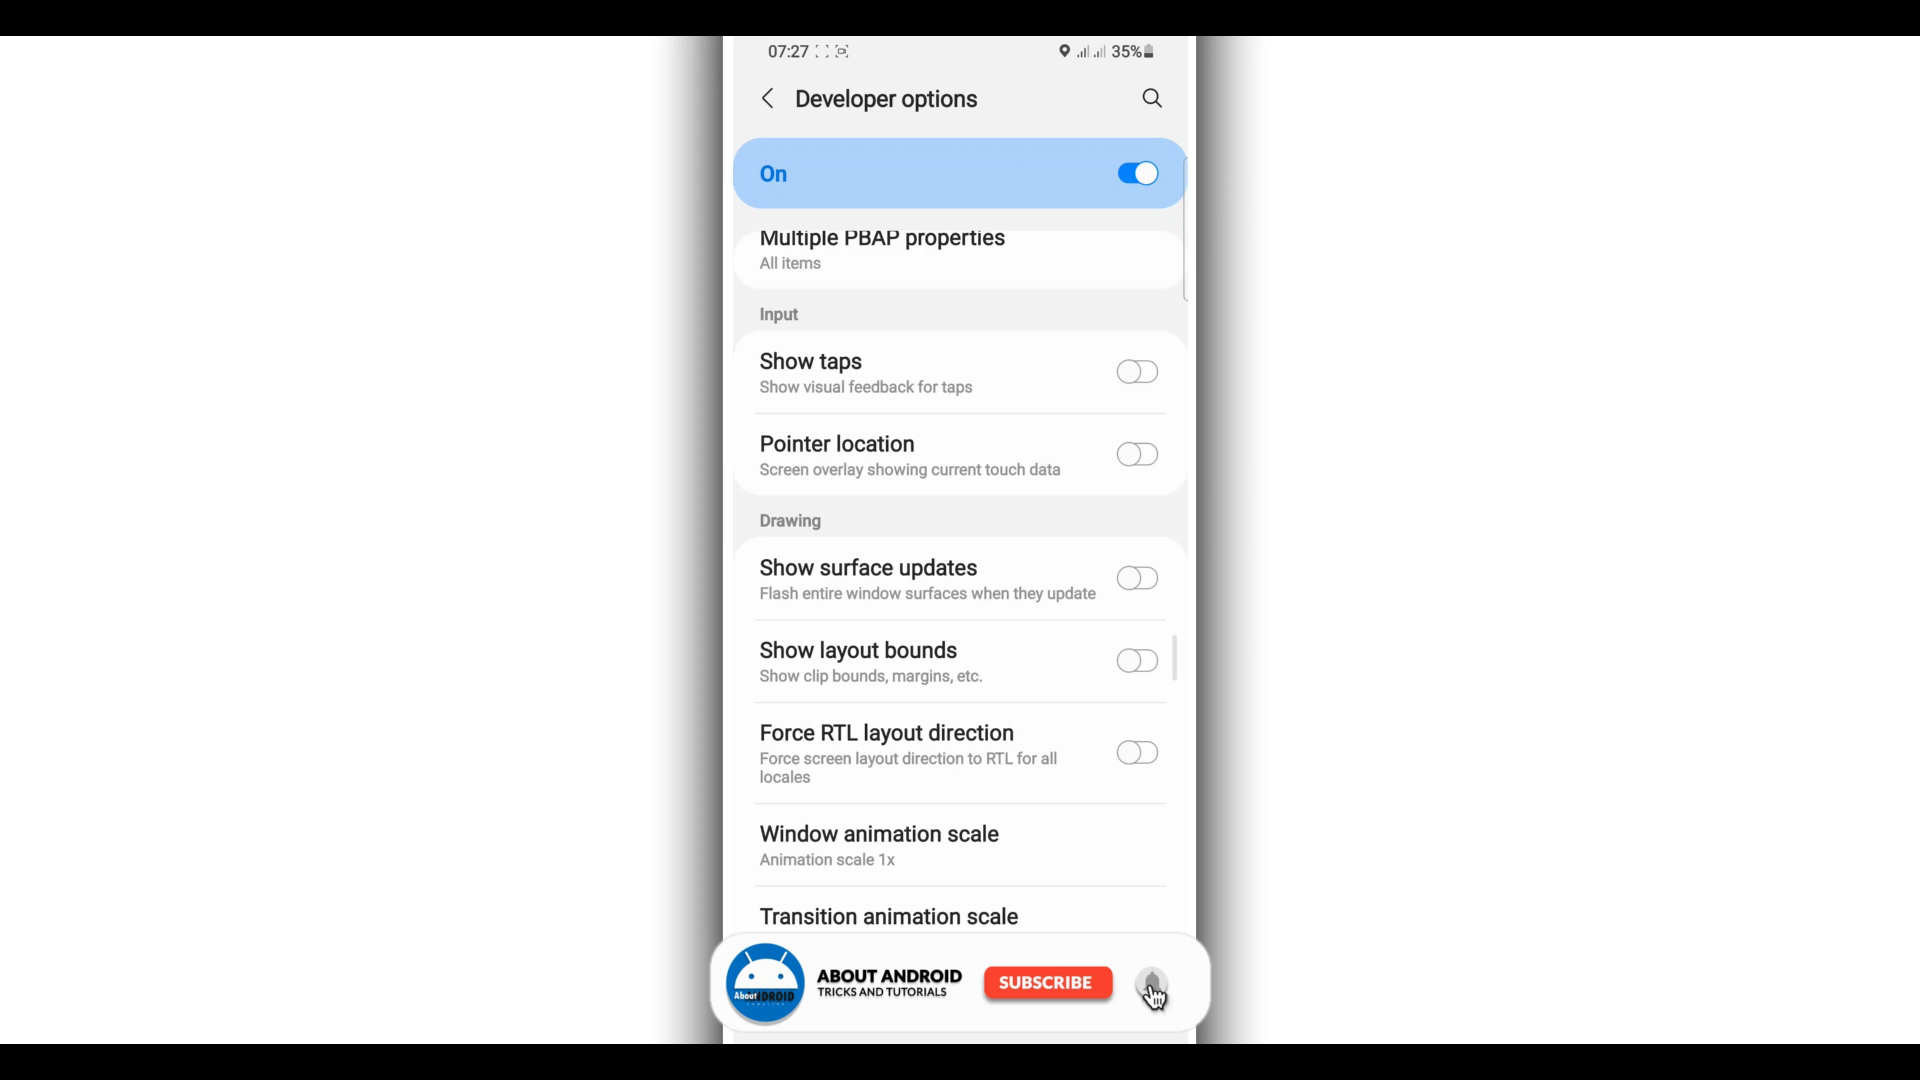 07:27
35%
Developer options
On
Multiple PBAP properties
All items
Input
Show taps
Show visual feedback for taps
Pointer location
Screen overlay showing current touch data
Drawing
Show surface updates
Flash entire window surfaces when they update
Show layout bounds
Show clip bounds, margins, etc.
Force RTL layout direction
Force screen layout direction to RTL for all
locales
Window animation scale
Animation scale 1x
Transition animation scale
ABOUT ANDROID
TRICKS AND TUTORIALS
SUBSCRIBE
About ANDROID